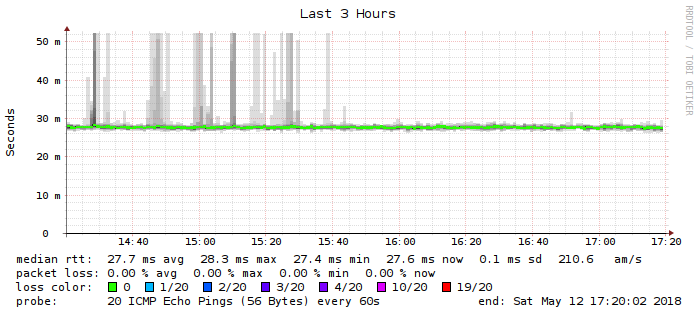 Last 3 Hours
RRDTOOL / TOBI OETIKER
Seconds
50 m
40 m
30 m
20 m
10 m
0
14:40 15:00 15:20 15:40 16:00 16:20 16:40 17:00 17:20
median rtt: 27.7 ms avg 28.3 ms max 27.4 ms min 27.6 ms now 0.1 ms sd 210.6 am/s
packet loss: 0.00 % avg 0.00 % max 0.00 % min 0.00 % now
loss color: 0 1/20 2/20 3/20 4/20 10/20 19/20
probe: 20 ICMP Echo Pings (56 Bytes) every 60s end: Sat May 12 17:20:02 2018